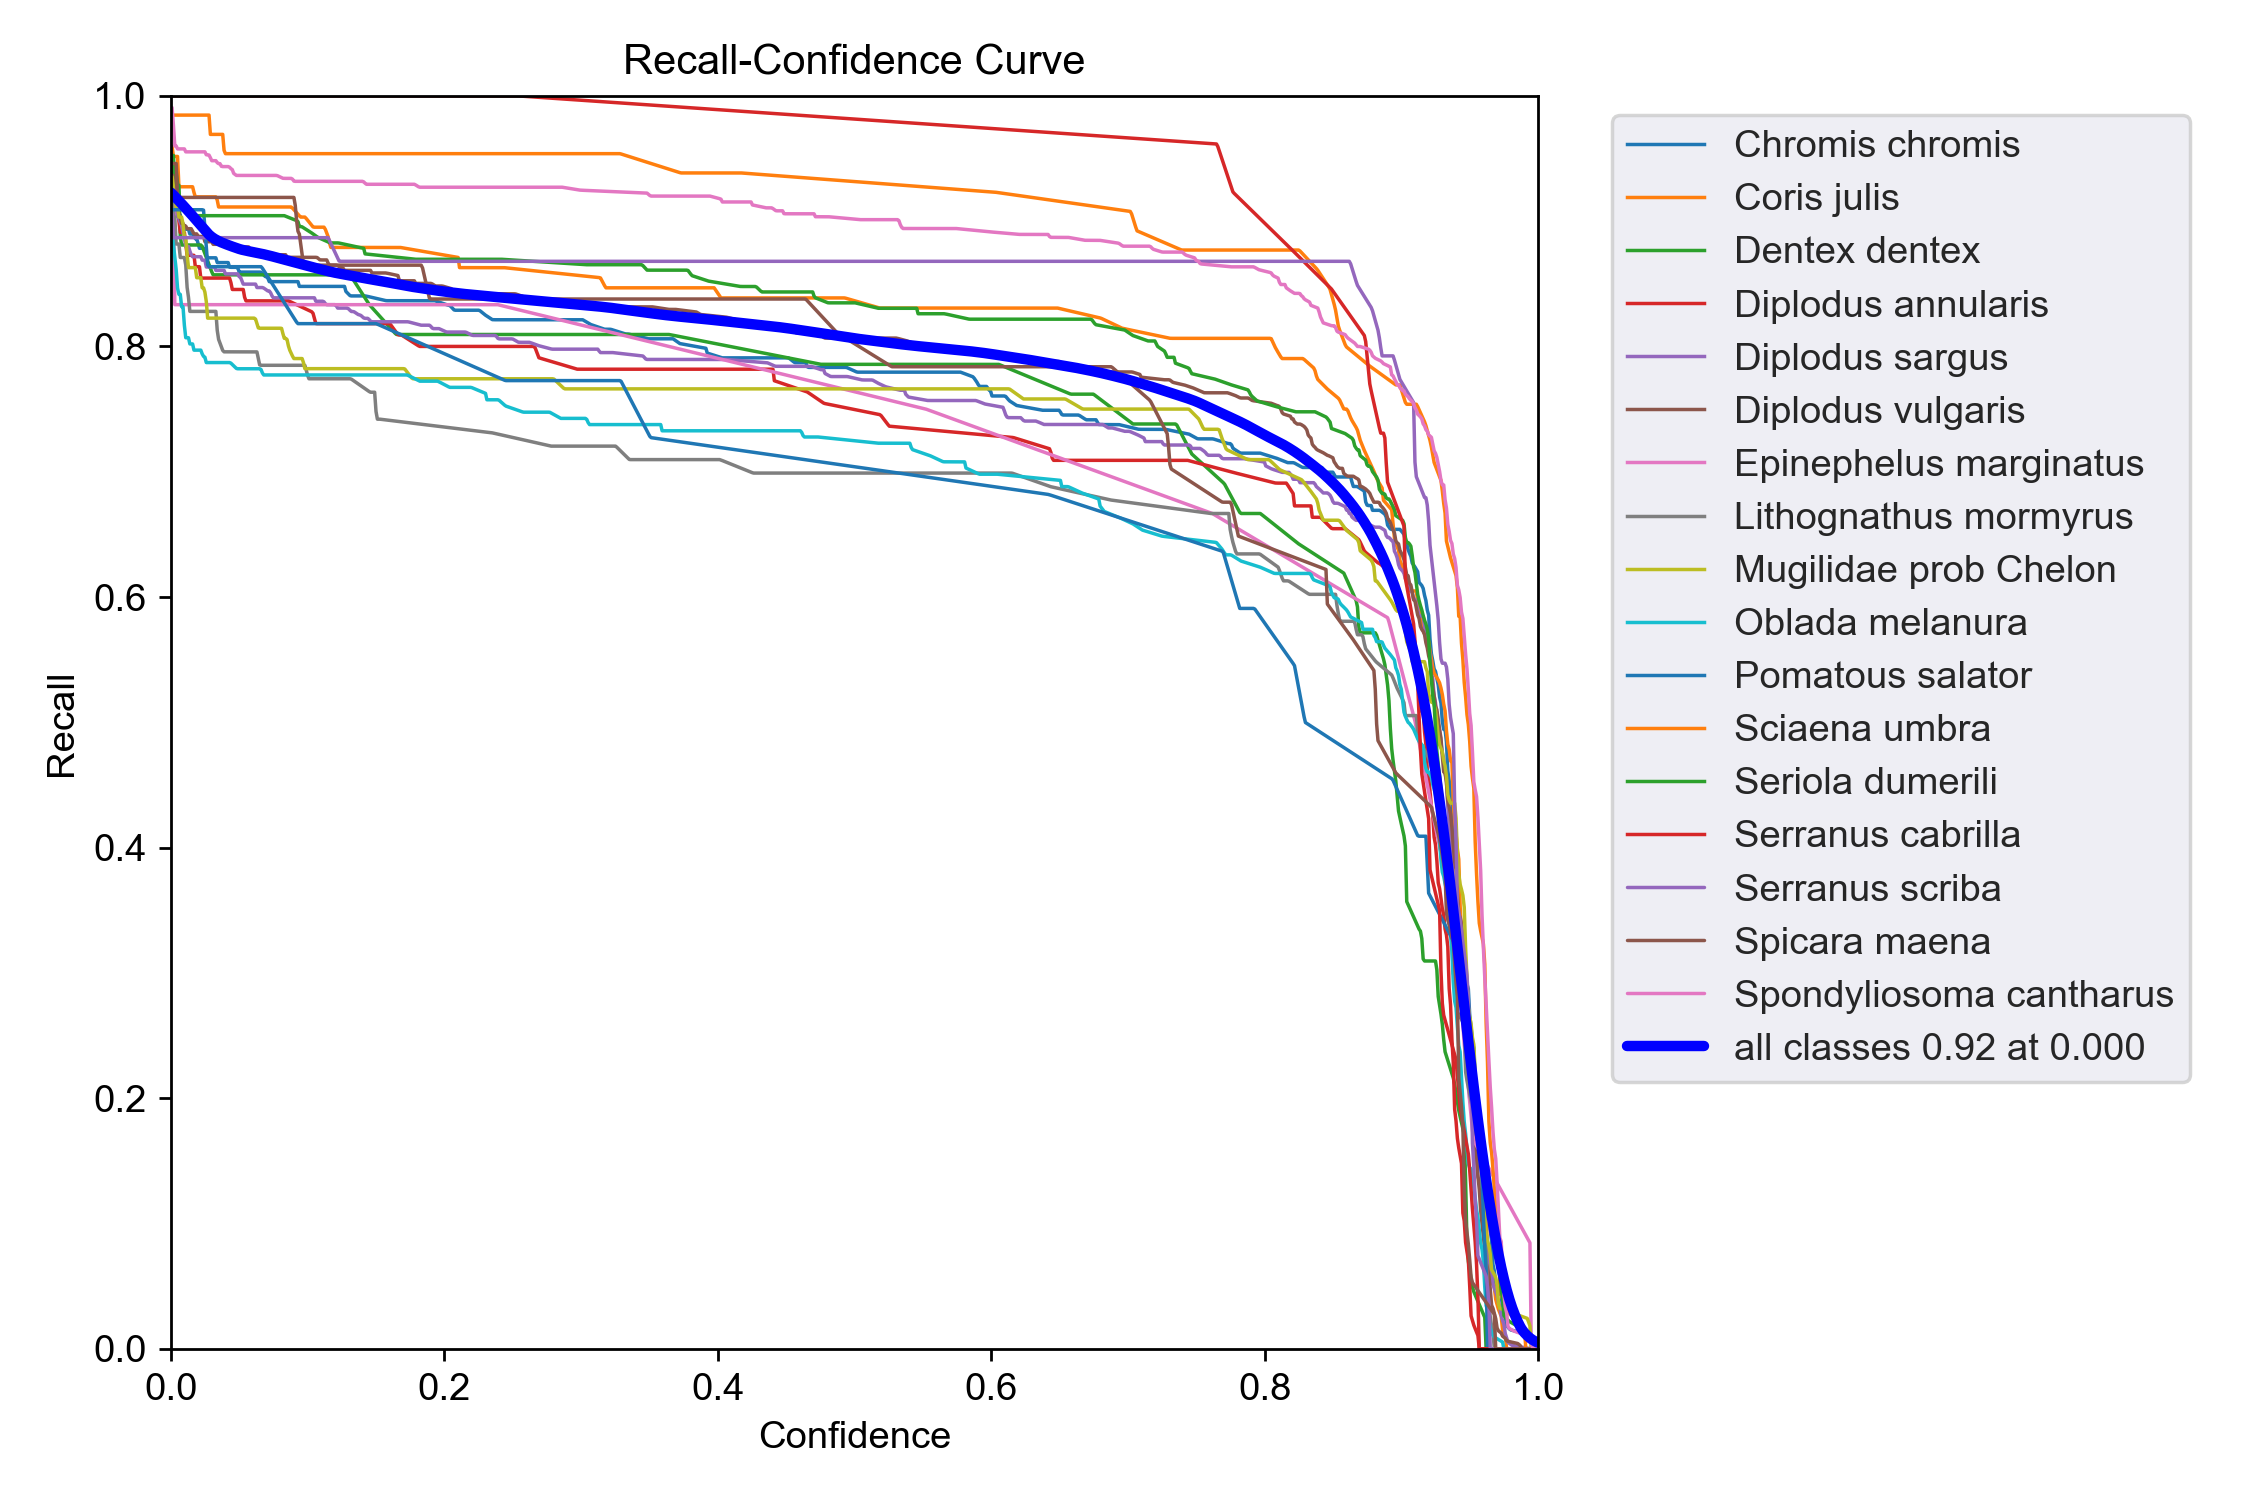 Recall-Confidence Curve
1.0
0.8
0.6
0.4
0.2
0.0
Recall
0.0 0.2 0.4 0.6 0.8 1.0
Confidence
Chromis chromis
Coris julis
Dentex dentex
Diplodus annularis
Diplodus sargus
Diplodus vulgaris
Epinephelus marginatus
Lithognathus mormyrus
Mugilidae prob Chelon
Oblada melanura
Pomatous salator
Sciaena umbra
Seriola dumerili
Serranus cabrilla
Serranus scriba
Spicara maena
Spondyliosoma cantharus
all classes 0.92 at 0.000